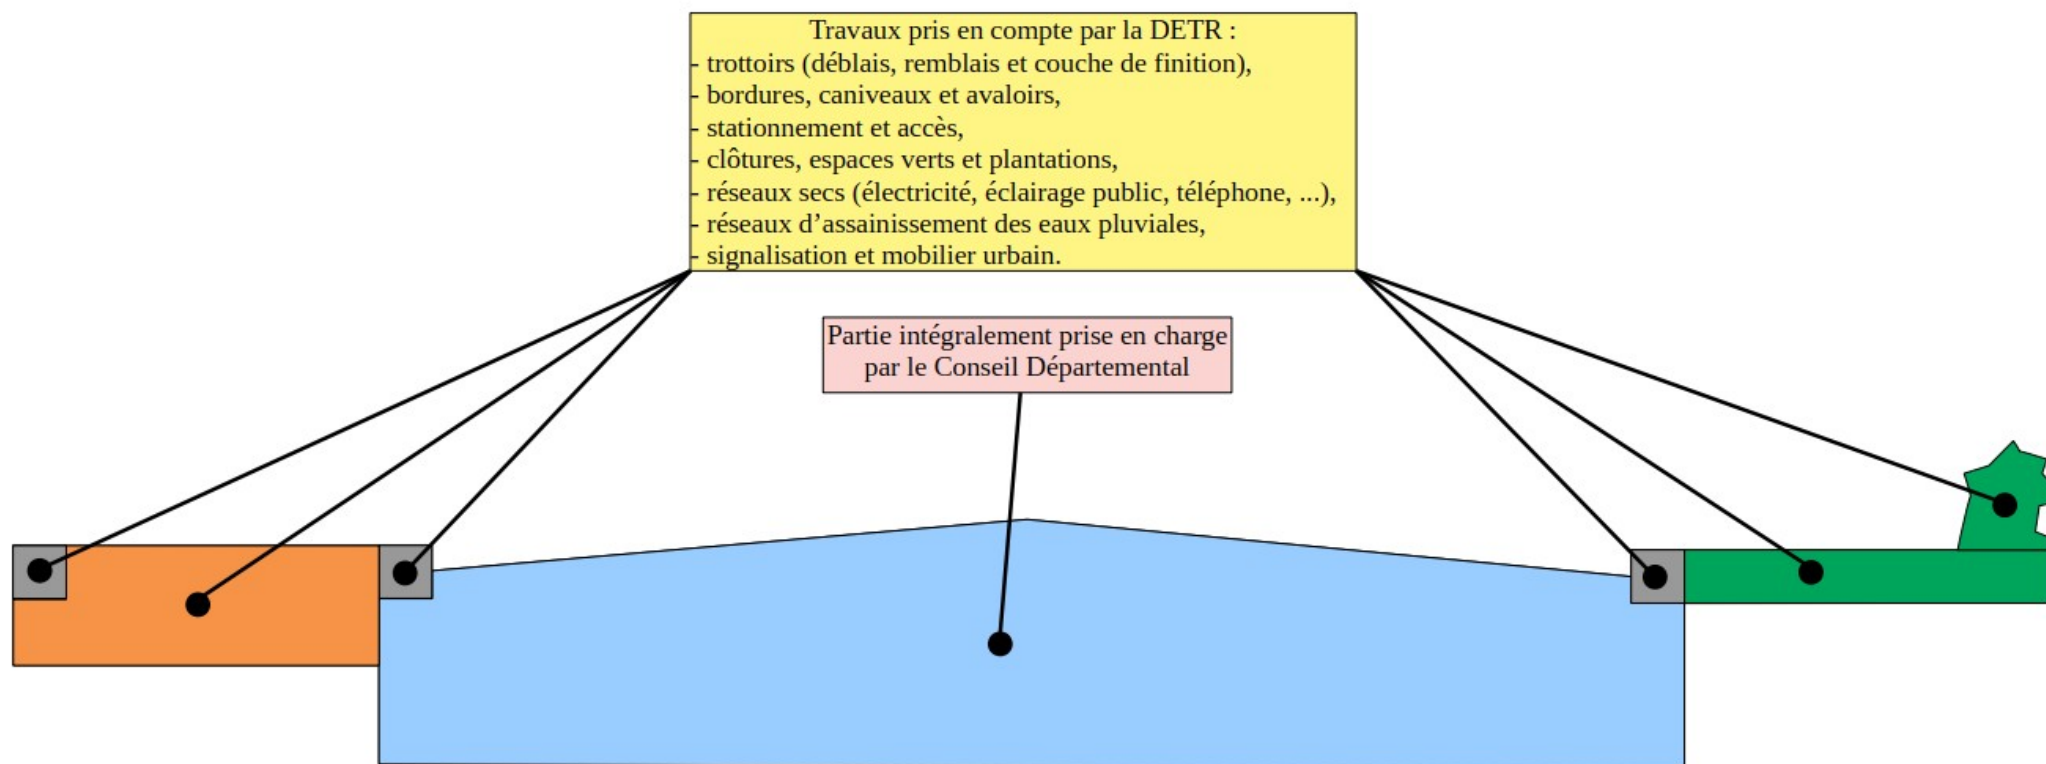 Travaux pris en compte par la DETR :
- trottoirs (déblais, remblais et couche de finition),
- bordures, caniveaux et avaloirs,
- stationnement et accès,
- clôtures, espaces verts et plantations,
- réseaux secs (électricité, éclairage public, téléphone, ...),
- réseaux d’assainissement des eaux pluviales,
- signalisation et mobilier urbain.
Partie intégralement prise en charge
par le Conseil Départemental